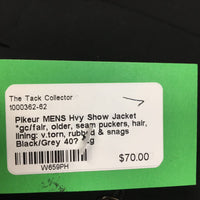 The Tack Collector
1000362-62
Pikeur MENS Hvy Show Jacket
*gc/fair, older, seam puckers, hair,
lining: v.torn, rubbed & snags
Black/Grey 40?
$70.00
W659PH